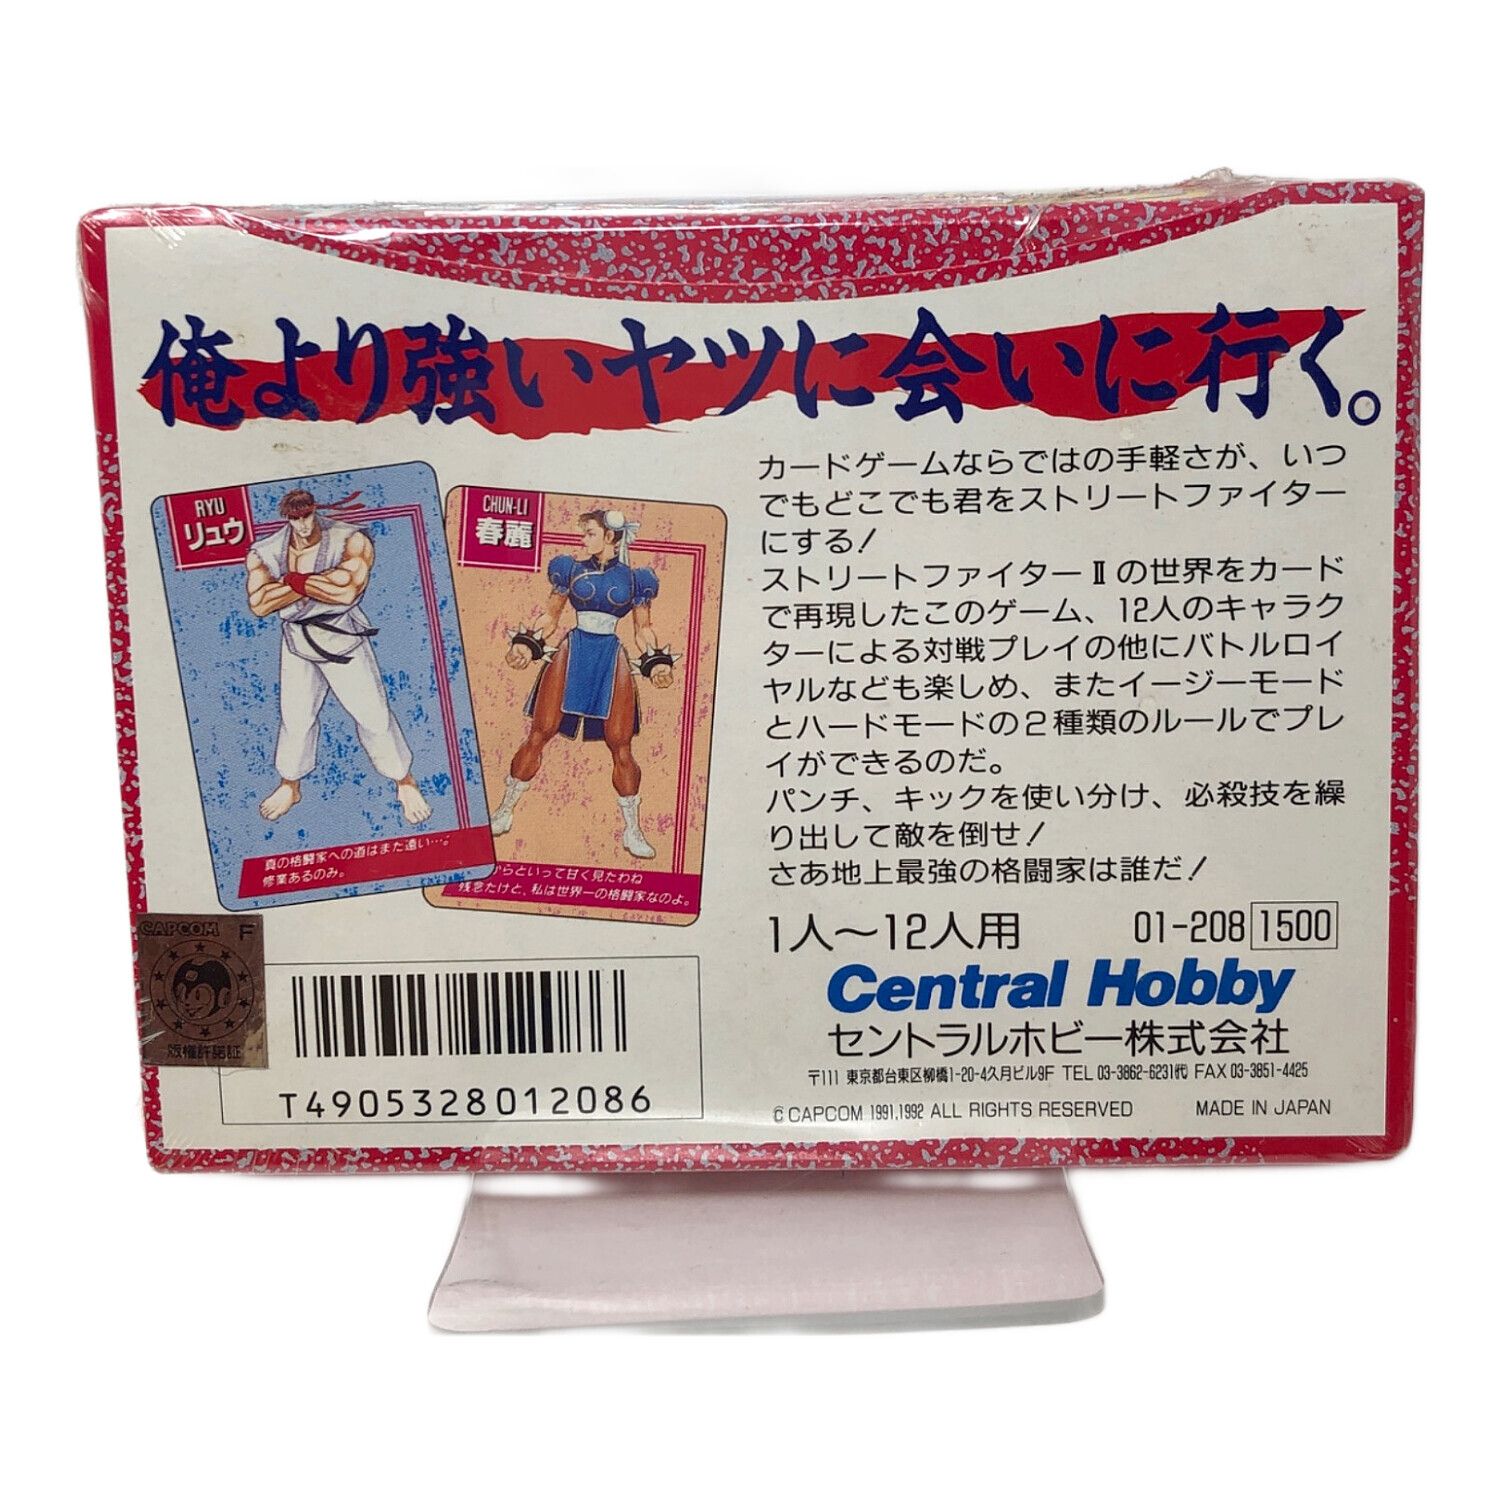 俺より強いヤツに会いに行く。
RYU
リュウ
真の格闘家への道はまた遠い…。
修業あるのみ。
CHUN-LI
春麗
からといって甘く見たわね
残念だけと、私は世界一の格闘家なのよ。
カードゲームならではの手軽さが、いつ
でもどこでも君をストリートファイター
にする!
ストリートファイターⅡの世界をカード
で再現したこのゲーム、12人のキャラク
ターによる対戦プレイの他にバトルロイ
ヤルなども楽しめ、またイージーモード
とハードモードの2種類のルールでプレ
イができるのだ。
パンチ、キックを使い分け、必殺技を繰
り出して敵を倒せ!
さあ地上最強の格闘家は誰だ!
1人〜12人用 01-208 1500
Central Hobby
セントラルホビー株式会社
〒111 東京都台東区柳橋1-20-4久月ビル9F TEL 03-3862-6231㈹ FAX 03-3851-4425
© CAPCOM 1991,1992 ALL RIGHTS RESERVED MADE IN JAPAN
CAPCOM F
版権許諾証
T4905328012086